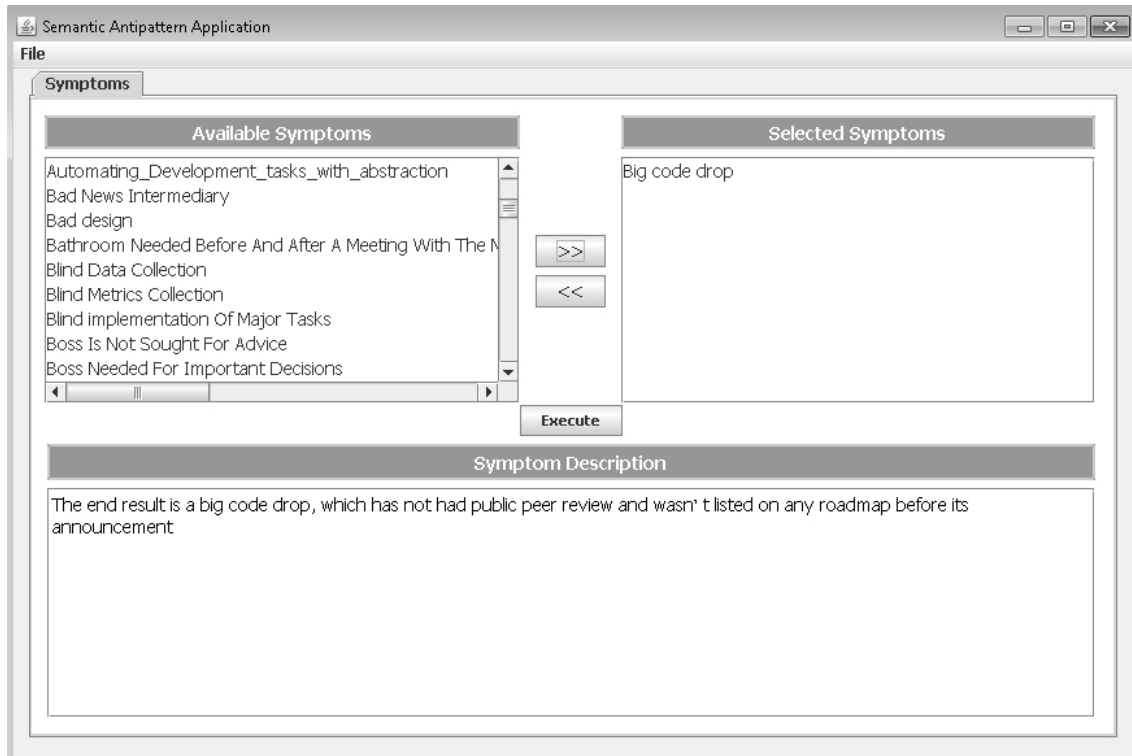 Semantic Antipattern Application
File
Symptoms
Available Symptoms
Automating_Development_tasks_with_abstraction
Bad News Intermediary
Bad design
Bathroom Needed Before And After A Meeting With The
Blind Data Collection
Blind Metrics Collection
Blind implementation Of Major Tasks
Boss Is Not Sought For Advice
Boss Needed For Important Decisions
>>
<<
Selected Symptoms
Big code drop
Execute
Symptom Description
The end result is a big code drop, which has not had public peer review and wasn' t listed on any roadmap before its
announcement